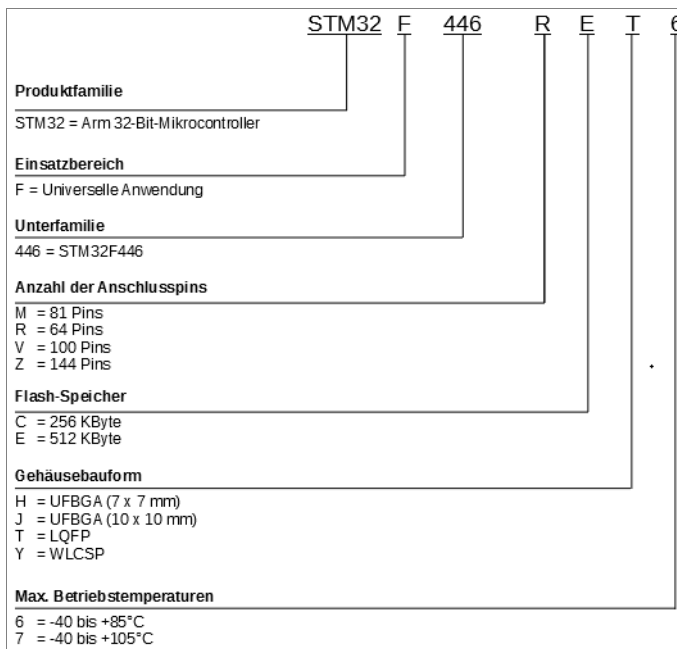 STM32 F 446 R E T 6
Produktfamilie
STM32 = Arm 32-Bit-Mikrocontroller
Einsatzbereich
F = Universelle Anwendung
Unterfamilie
446 = STM32F446
Anzahl der Anschlusspins
M = 81 Pins
R = 64 Pins
V = 100 Pins
Z = 144 Pins
Flash-Speicher
C = 256 KByte
E = 512 KByte
Gehäusebauform
H = UFBGA (7 x 7 mm)
J = UFBGA (10 x 10 mm)
T = LQFP
Y = WLCSP
Max. Betriebstemperaturen
6 = -40 bis +85°C
7 = -40 bis +105°C